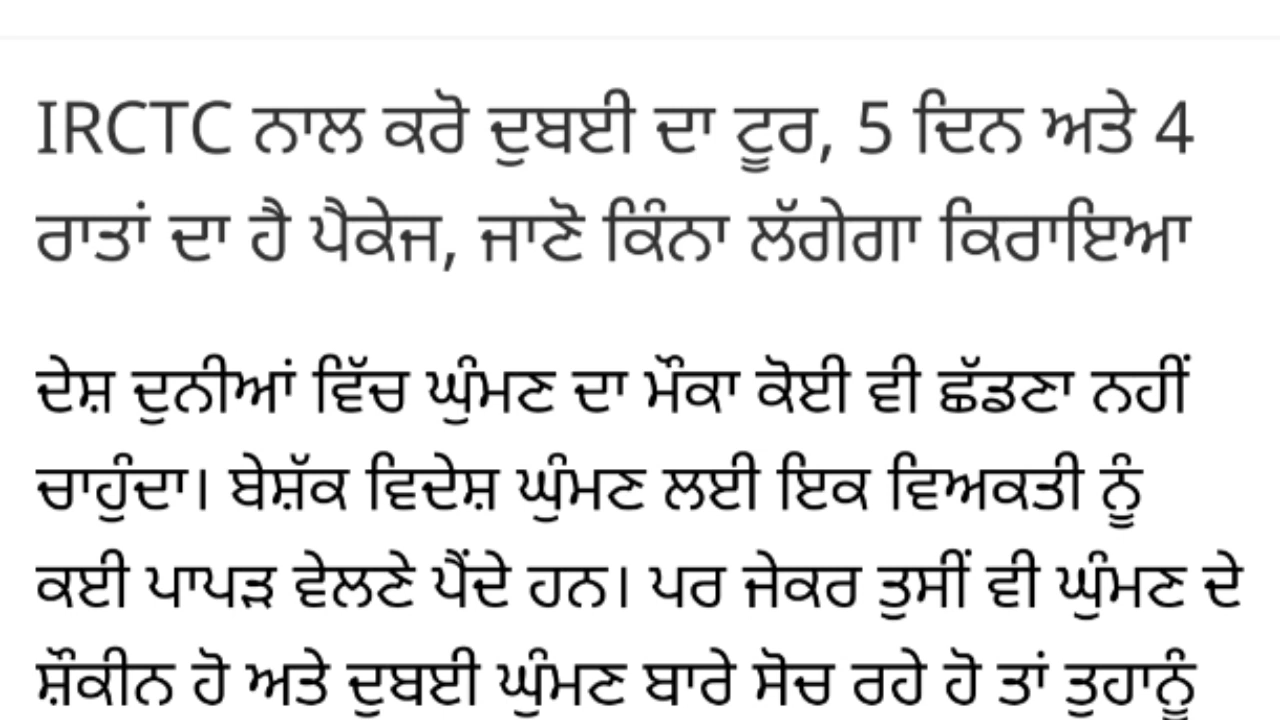 IRCTC ਨਾਲ ਕਰੋ ਦੁਬਈ ਦਾ ਟੂਰ, 5 ਦਿਨ ਅਤੇ 4
ਰਾਤਾਂ ਦਾ ਹੈ ਪੈਕੇਜ, ਜਾਣੋ ਕਿੰਨਾ ਲੱਗੇਗਾ ਕਿਰਾਇਆ
ਦੇਸ਼ ਦੁਨੀਆਂ ਵਿੱਚ ਘੁੰਮਣ ਦਾ ਮੌਕਾ ਕੋਈ ਵੀ ਛੱਡਣਾ ਨਹੀਂ
ਚਾਹੁੰਦਾ। ਬੇਸ਼ੱਕ ਵਿਦੇਸ਼ ਘੁੰਮਣ ਲਈ ਇਕ ਵਿਅਕਤੀ ਨੂੰ
ਕਈ ਪਾਪੜ ਵੇਲਣੇ ਪੈਂਦੇ ਹਨ। ਪਰ ਜੇਕਰ ਤੁਸੀਂ ਵੀ ਘੁੰਮਣ ਦੇ
ਸ਼ੌਕੀਨ ਹੋ ਅਤੇ ਦੁਬਈ ਘੁੰਮਣ ਬਾਰੇ ਸੋਚ ਰਹੇ ਹੋ ਤਾਂ ਤੁਹਾਨੂੰ